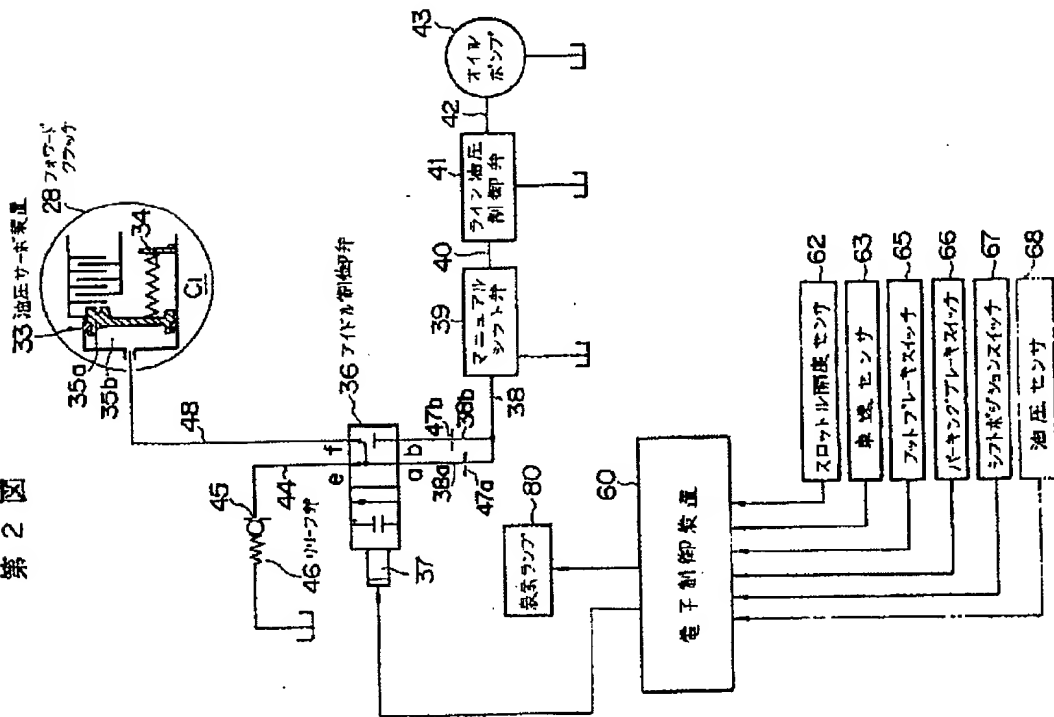 第2図
33 油圧サーボ装置
28 フォワードクラッチ
34
35a
35b
C1
48
36 アイドル制御弁
44
45
46 リリーフ弁
37
e
f
a
b
38a
38b
47a
47b
38
39
マニュアル
シフト弁
40
41
ライン油圧
制御弁
42
43
オイル
ポンプ
60
電子制御装置
80
表示ランプ
62
スロットル開度センサ
63
車速センサ
65
フットブレーキスイッチ
66
パーキングブレーキスイッチ
67
シフトポジションスイッチ
68
油圧センサ